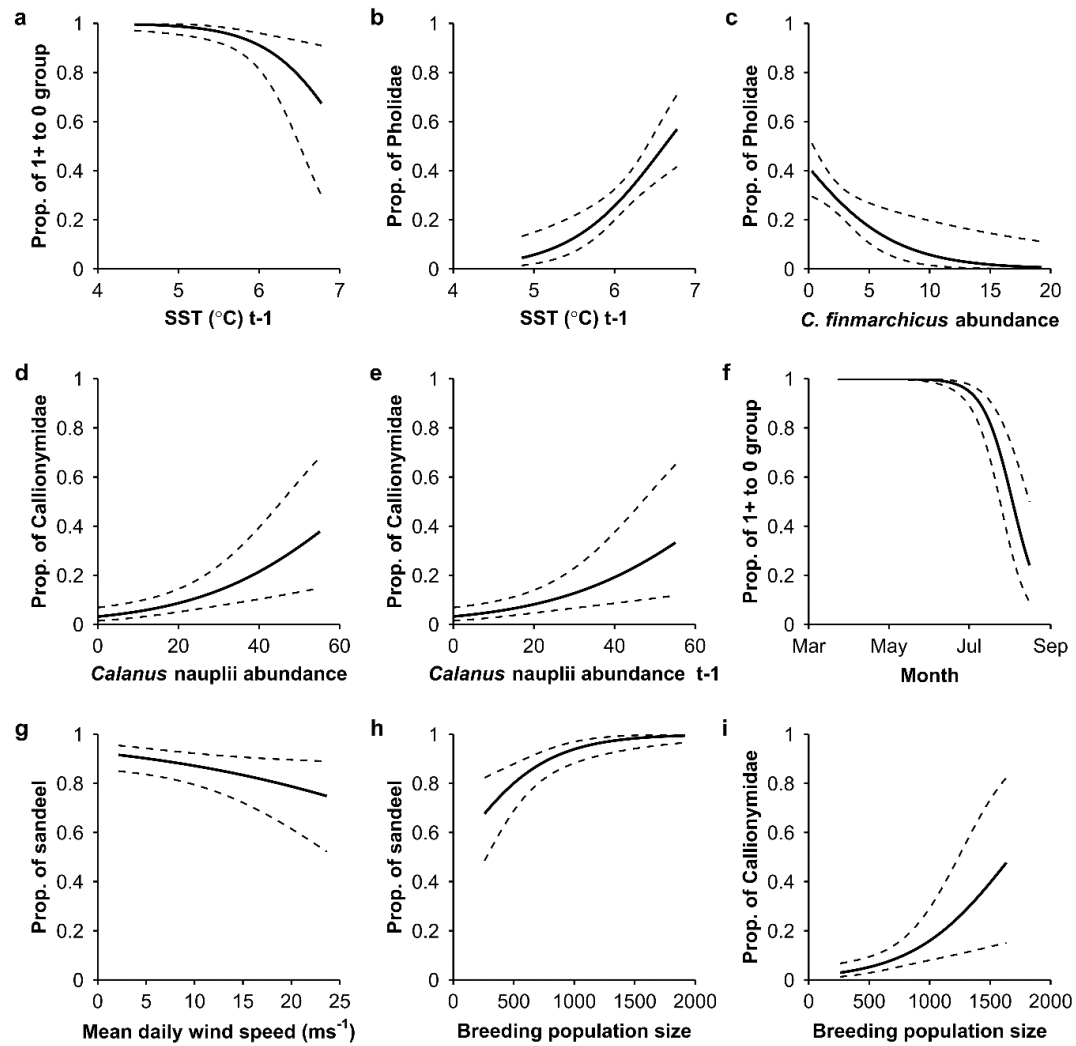 a
Prop. of 1+ to 0 group
1
0.8
0.6
0.4
0.2
0
4 5 6 7
SST (°C) t-1
b
Prop. of Pholidae
1
0.8
0.6
0.4
0.2
0
4 5 6 7
SST (°C) t-1
c
Prop. of Pholidae
1
0.8
0.6
0.4
0.2
0
0 5 10 15 20
C. finmarchicus abundance
d
Prop. of Callionymidae
1
0.8
0.6
0.4
0.2
0
0 20 40 60
Calanus nauplii abundance
e
Prop. of Callionymidae
1
0.8
0.6
0.4
0.2
0
0 20 40 60
Calanus nauplii abundance t-1
f
Prop. of 1+ to 0 group
1
0.8
0.6
0.4
0.2
0
Mar May Jul Sep
Month
g
Prop. of sandeel
1
0.8
0.6
0.4
0.2
0
0 5 10 15 20 25
Mean daily wind speed (ms⁻¹)
h
Prop. of sandeel
1
0.8
0.6
0.4
0.2
0
0 500 1000 1500 2000
Breeding population size
i
Prop. of Callionymidae
1
0.8
0.6
0.4
0.2
0
0 500 1000 1500 2000
Breeding population size